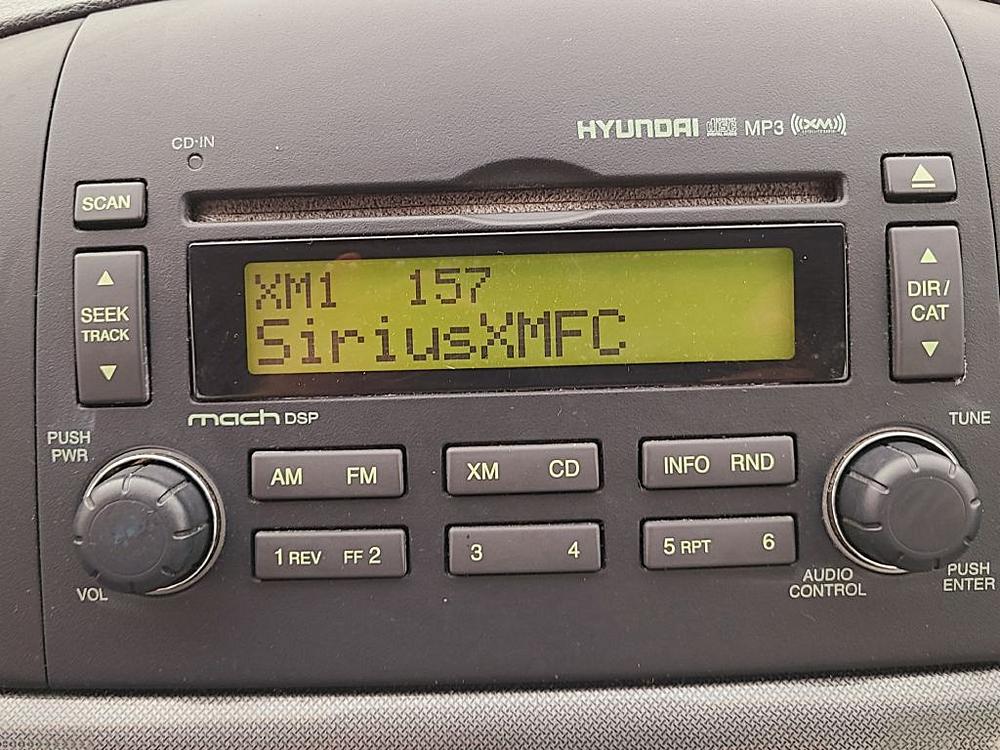 CD-IN
HYUNDAI MP3 XM
SCAN
SEEK
TRACK
XM1 157
SiriusXMFC
DIR/
CAT
mach DSP
PUSH
PWR
TUNE
AM FM
XM CD
INFO RND
1 REV FF 2
3 4
5 RPT 6
VOL
AUDIO
CONTROL
PUSH
ENTER